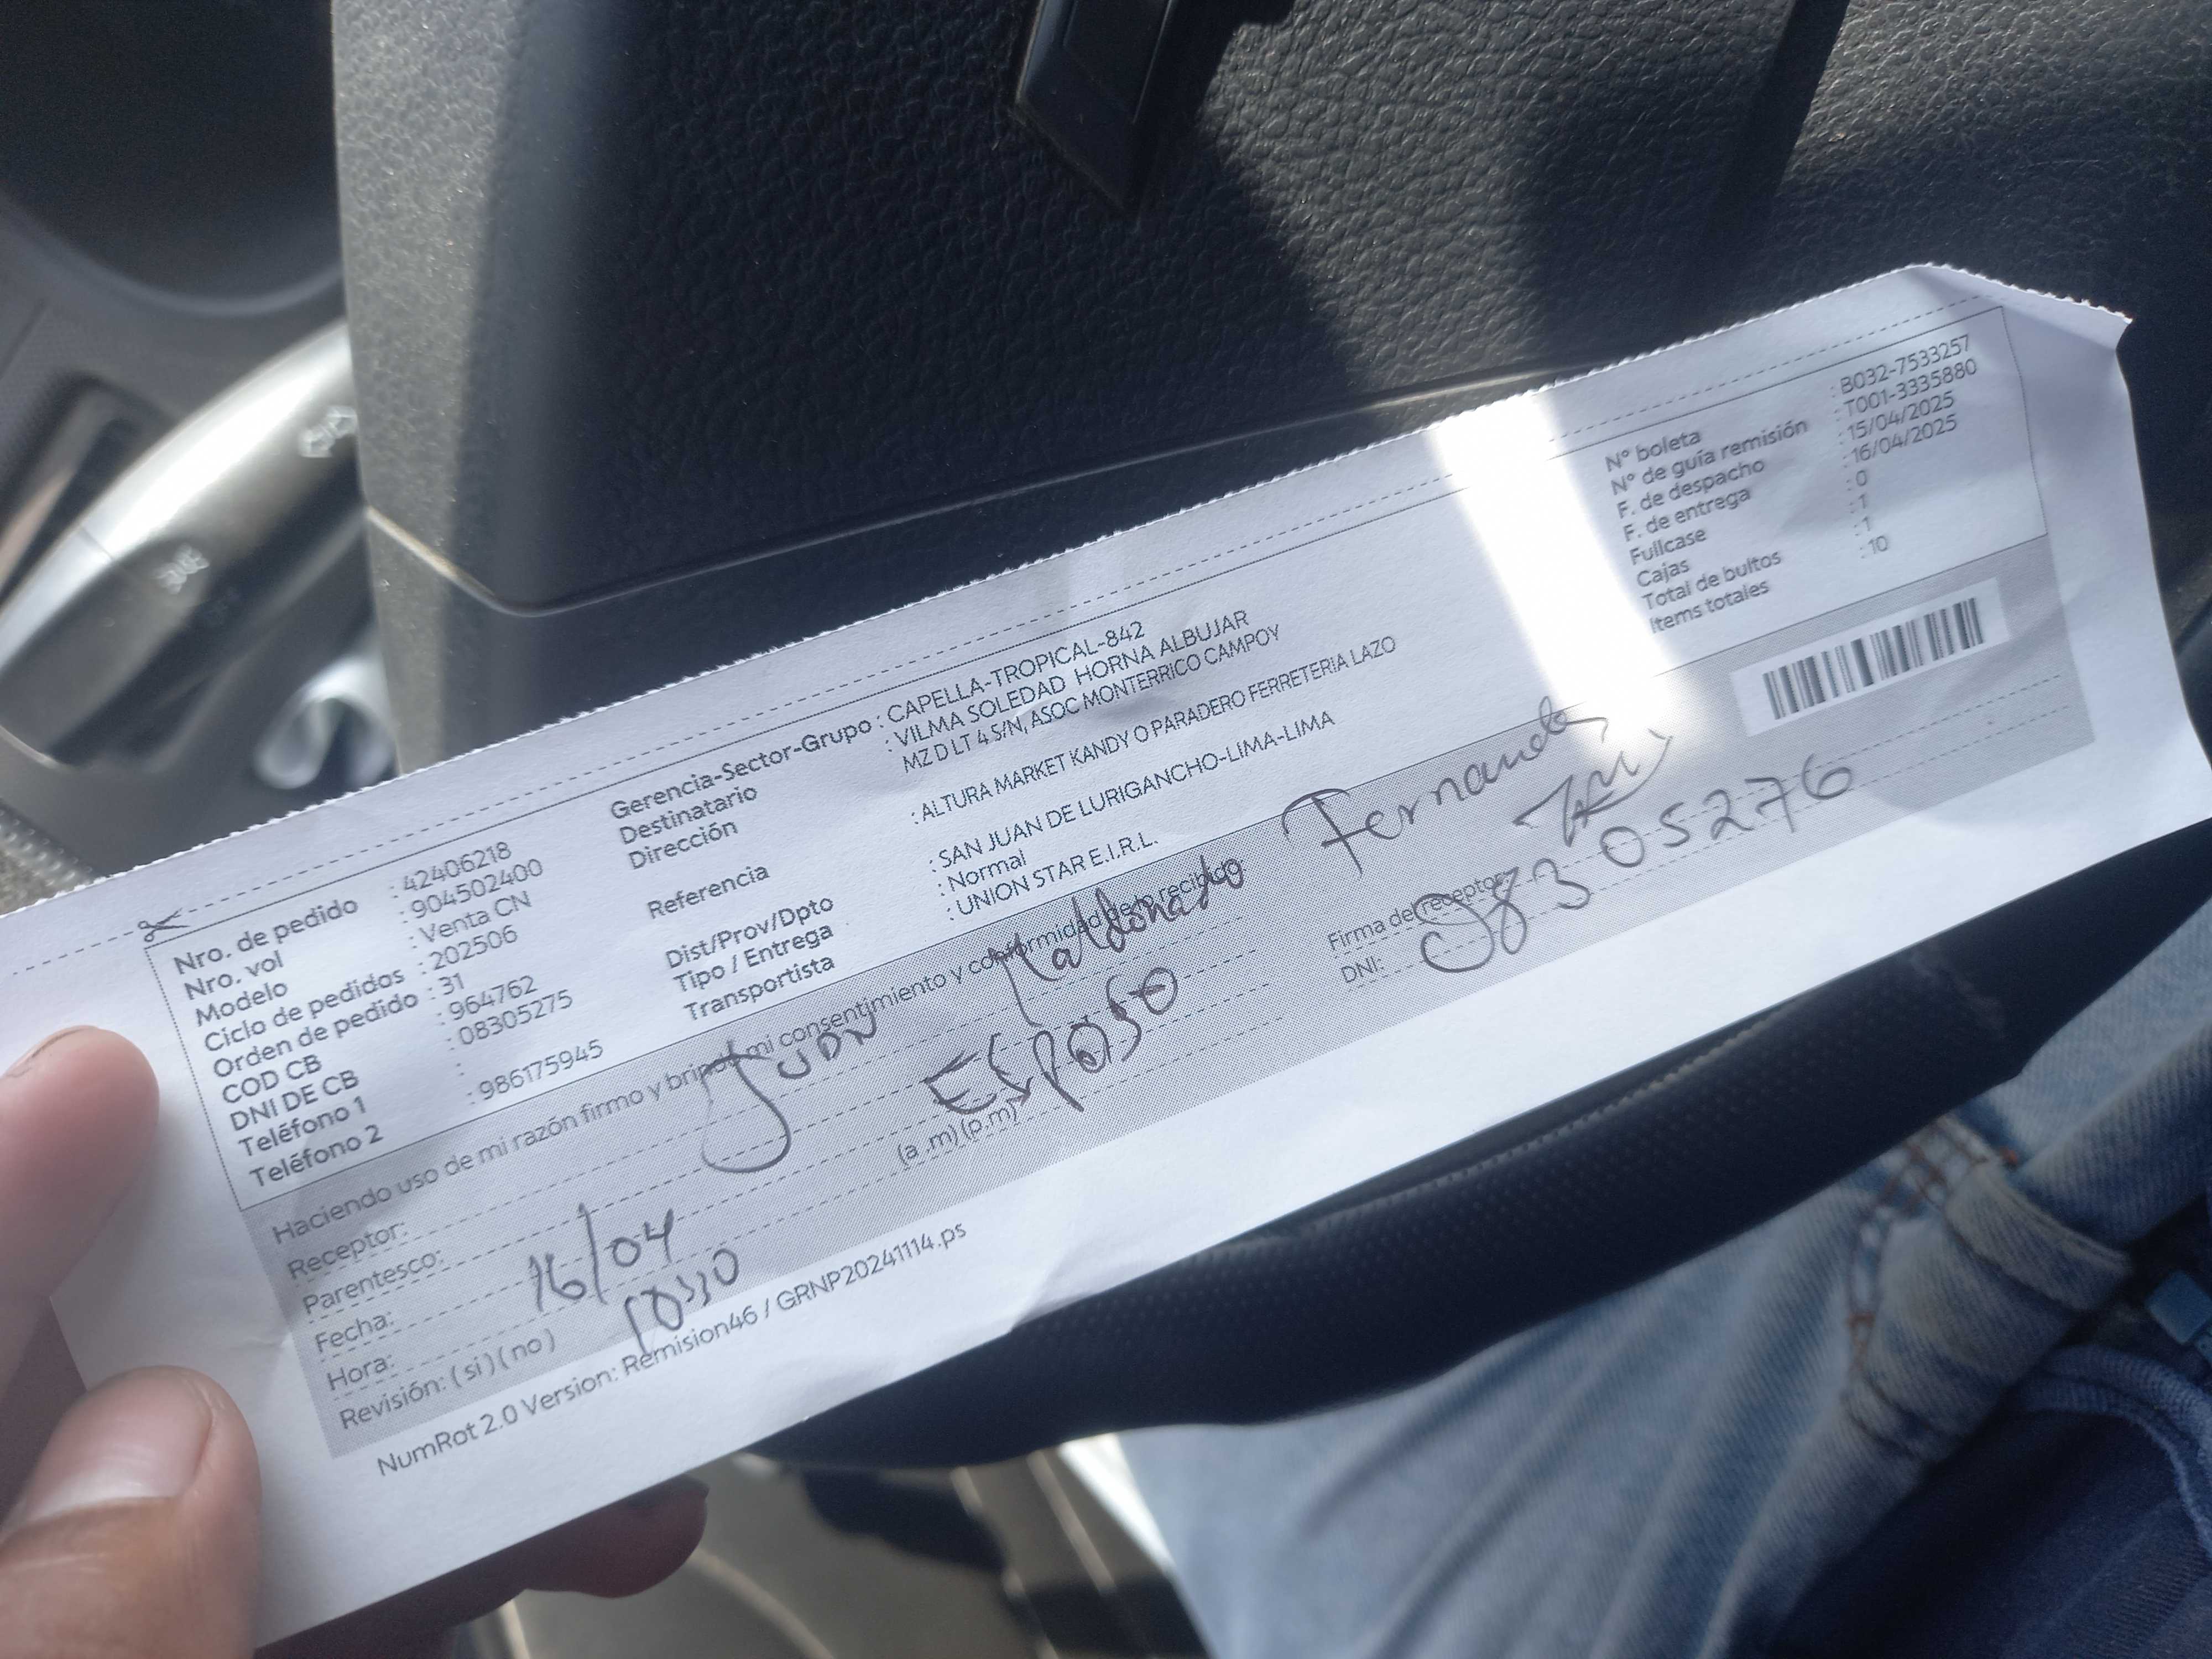 Nro. de pedido : 42406218
Nro. vol : 904502400
Modelo : Venta CN
Ciclo de pedidos : 202506
Orden de pedido : 31
COD CB : 964762
DNI DE CB : 08305275
Teléfono 1 :
Teléfono 2 : 986175945
Gerencia-Sector-Grupo : CAPELLA-TROPICAL-842
Destinatario : VILMA SOLEDAD HORNA ALBUJAR
Dirección MZ D LT 4 S/N, ASOC MONTERRICO CAMPOY
Referencia : ALTURA MARKET KANDY O PARADERO FERRETERIA LAZO
Dist/Prov/Dpto : SAN JUAN DE LURIGANCHO-LIMA-LIMA
Tipo / Entrega : Normal
Transportista : UNION STAR E.I.R.L.
N° boleta : B032-7533257
N° de guía remisión : T001-3335880
F. de despacho : 15/04/2025
F. de entrega : 16/04/2025
Fullcase : 0
Cajas : 1
Total de bultos : 1
Items totales : 10
Haciendo uso de mi razón firmo y brindo mi consentimiento y conformidad de lo recibido:
Receptor: Juan Maldonado Fernandez
Parentesco: Esposo
Fecha: 16/04
Hora: (a .m) (p.m)
Revisión: ( si ) ( no )
Firma del receptor:
DNI:
NumRot 2.0 Version: Remision46 / GRNP20241114.ps